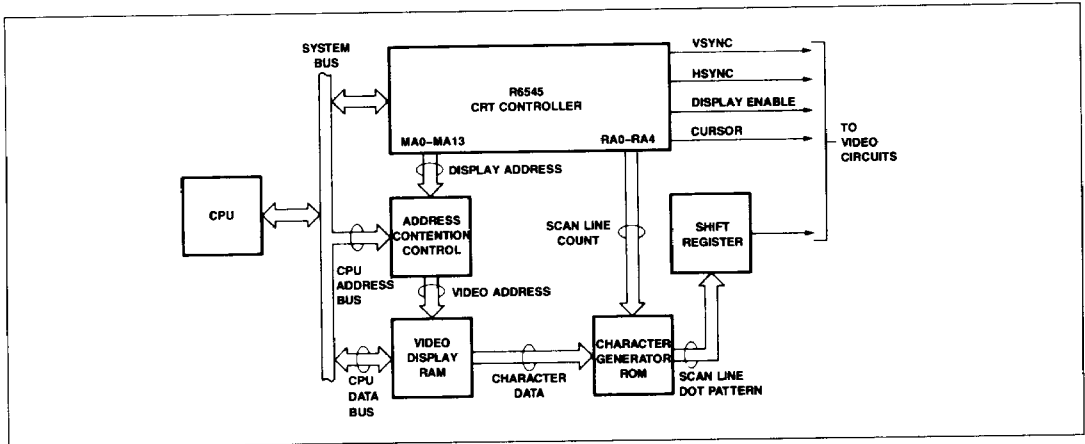 SYSTEM
BUS
R6545
CRT CONTROLLER
MA0–MA13
RA0–RA4
VSYNC
HSYNC
DISPLAY ENABLE
CURSOR
TO
VIDEO
CIRCUITS
DISPLAY ADDRESS
CPU
ADDRESS
CONTENTION
CONTROL
SCAN LINE
COUNT
SHIFT
REGISTER
CPU
ADDRESS
BUS
VIDEO ADDRESS
VIDEO
DISPLAY
RAM
CHARACTER
GENERATOR
ROM
CPU
DATA
BUS
CHARACTER
DATA
SCAN LINE
DOT PATTERN